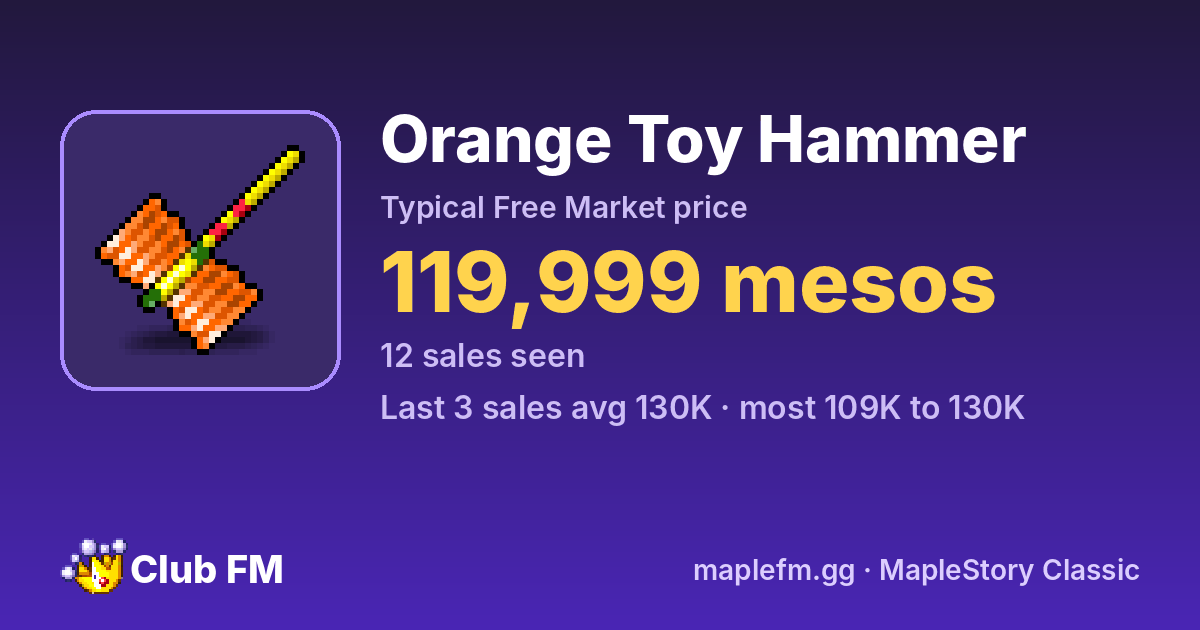 Orange Toy Hammer
Typical Free Market price
119,999 mesos
12 sales seen
Last 3 sales avg 130K · most 109K to 130K
Club FM
maplefm.gg · MapleStory Classic